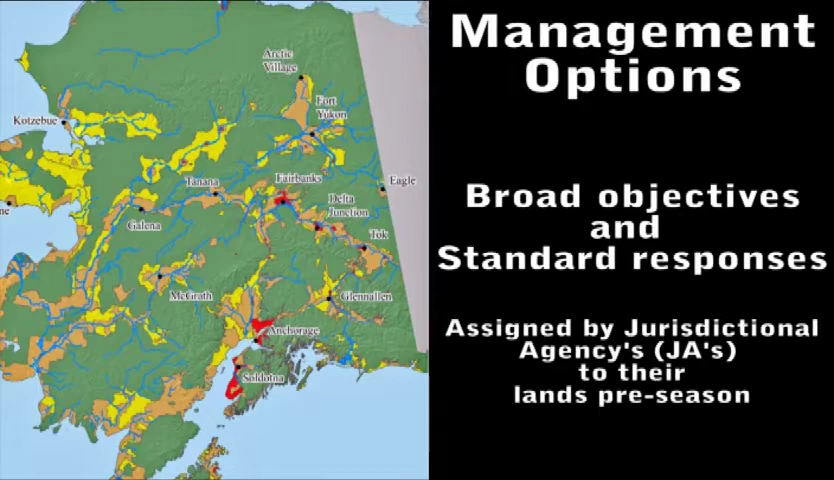 Management
Options
Broad objectives
and
Standard responses
Assigned by Jurisdictional
Agency's (JA's)
to their
lands pre-season
Arctic
Village
Fort
Yukon
Kotzebue
Tanana
Fairbanks
Eagle
Delta
Junction
Galena
Tok
McGrath
Glennallen
Anchorage
Soldotna